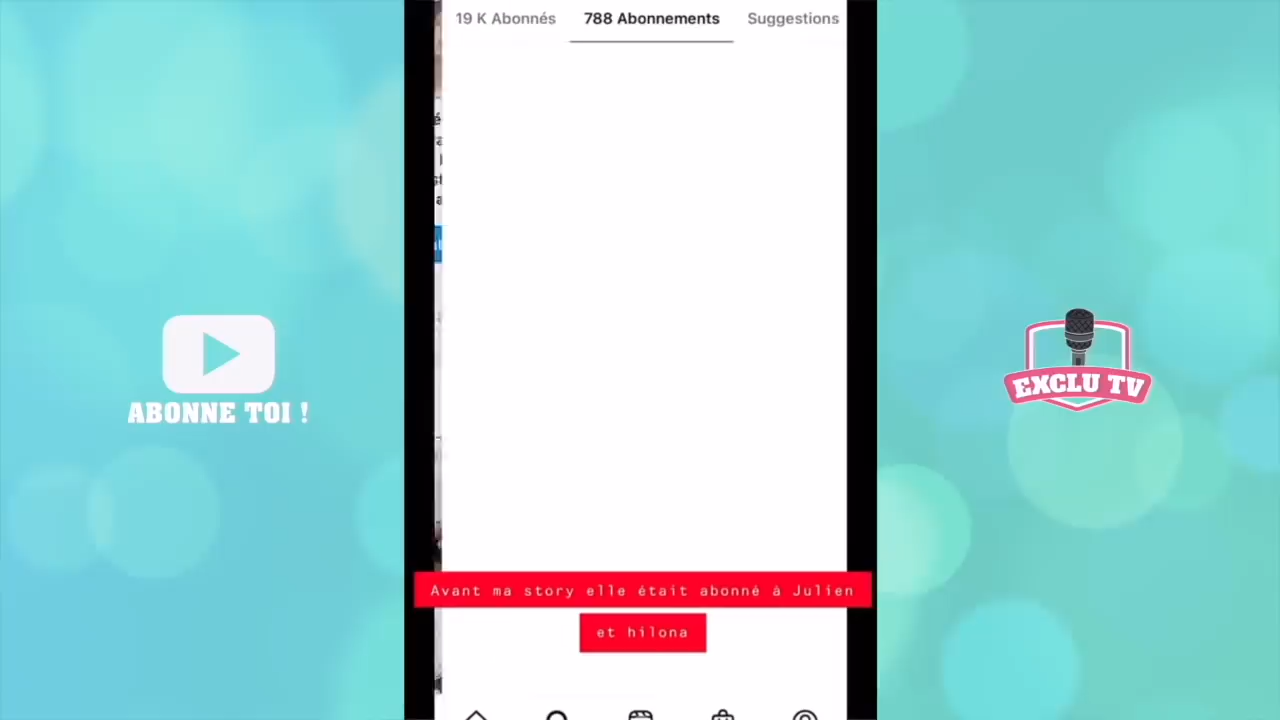 19 K Abonnés 788 Abonnements Suggestions
ABONNE TOI !
EXCLU TV
Avant ma story elle était abonné à Julien
et hilona